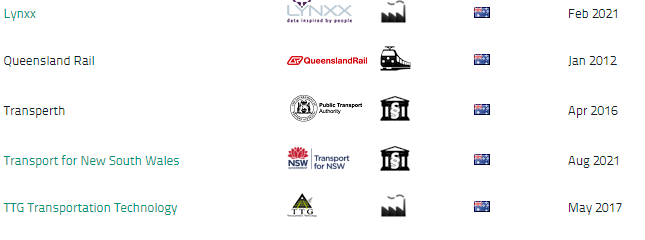 Lynxx LYNXX Feb 2021
data inspired by people
Queensland Rail QueenslandRail Jan 2012
Transperth Public Transport Authority Apr 2016
Transport for New South Wales NSW Transport for NSW Aug 2021
TTG Transportation Technology TTG May 2017